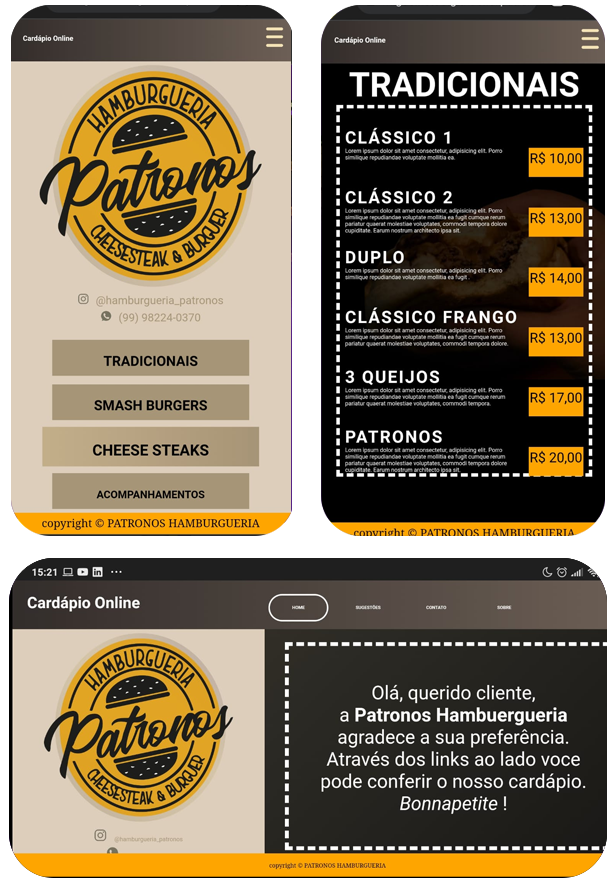 Cardápio Online
HAMBURGUERIA
Patronos
CHEESESTEAK & BURGUER
@hamburgueria_patronos
(99) 98224-0370
TRADICIONAIS
SMASH BURGERS
CHEESE STEAKS
ACOMPANHAMENTOS
copyright © PATRONOS HAMBURGUERIA
Cardápio Online
TRADICIONAIS
CLÁSSICO 1
Lorem ipsum dolor sit amet consectetur, adipisicing elit. Porro
similique repudiandae voluptate mollitia ea.
R$ 10,00
CLÁSSICO 2
Lorem ipsum dolor sit amet consectetur, adipisicing elit. Porro
similique repudiandae voluptate mollitia ea fugit cumque rerum
pariatur quaerat molestiae voluptates, commodi tempora dolore
cupiditate. Earum nostrum architecto ipsa sit.
R$ 13,00
DUPLO
Lorem ipsum dolor sit amet consectetur, adipisicing elit. Porro
similique repudiandae voluptate mollitia ea fugit .
R$ 14,00
CLÁSSICO FRANGO
Lorem ipsum dolor sit amet consectetur, adipisicing elit. Porro
similique repudiandae voluptate mollitia ea fugit cumque rerum
pariatur quaerat molestiae voluptates, commodi tempora dolore.
R$ 13,00
3 QUEIJOS
Lorem ipsum dolor sit amet consectetur, adipisicing elit. Porro
similique repudiandae voluptate mollitia ea fugit cumque rerum
pariatur quaerat molestiae voluptates, commodi tempora.
R$ 17,00
PATRONOS
Lorem ipsum dolor sit amet consectetur, adipisicing elit. Porro
similique repudiandae voluptate mollitia ea fugit cumque rerum
pariatur quaerat molestiae voluptates, commodi tempora dolore
cupiditate. Earum nostrum architecto ipsa sit.
R$ 20,00
copyright © PATRONOS HAMBURGUERIA
15:21
Cardápio Online
HOME
SUGESTÕES
CONTATO
SOBRE
HAMBURGUERIA
Patronos
CHEESESTEAK & BURGUER
@hamburgueria_patronos
Olá, querido cliente,
a Patronos Hambuergueria
agradece a sua preferência.
Através dos links ao lado voce
pode conferir o nosso cardápio.
Bonnapetite !
copyright © PATRONOS HAMBURGUERIA